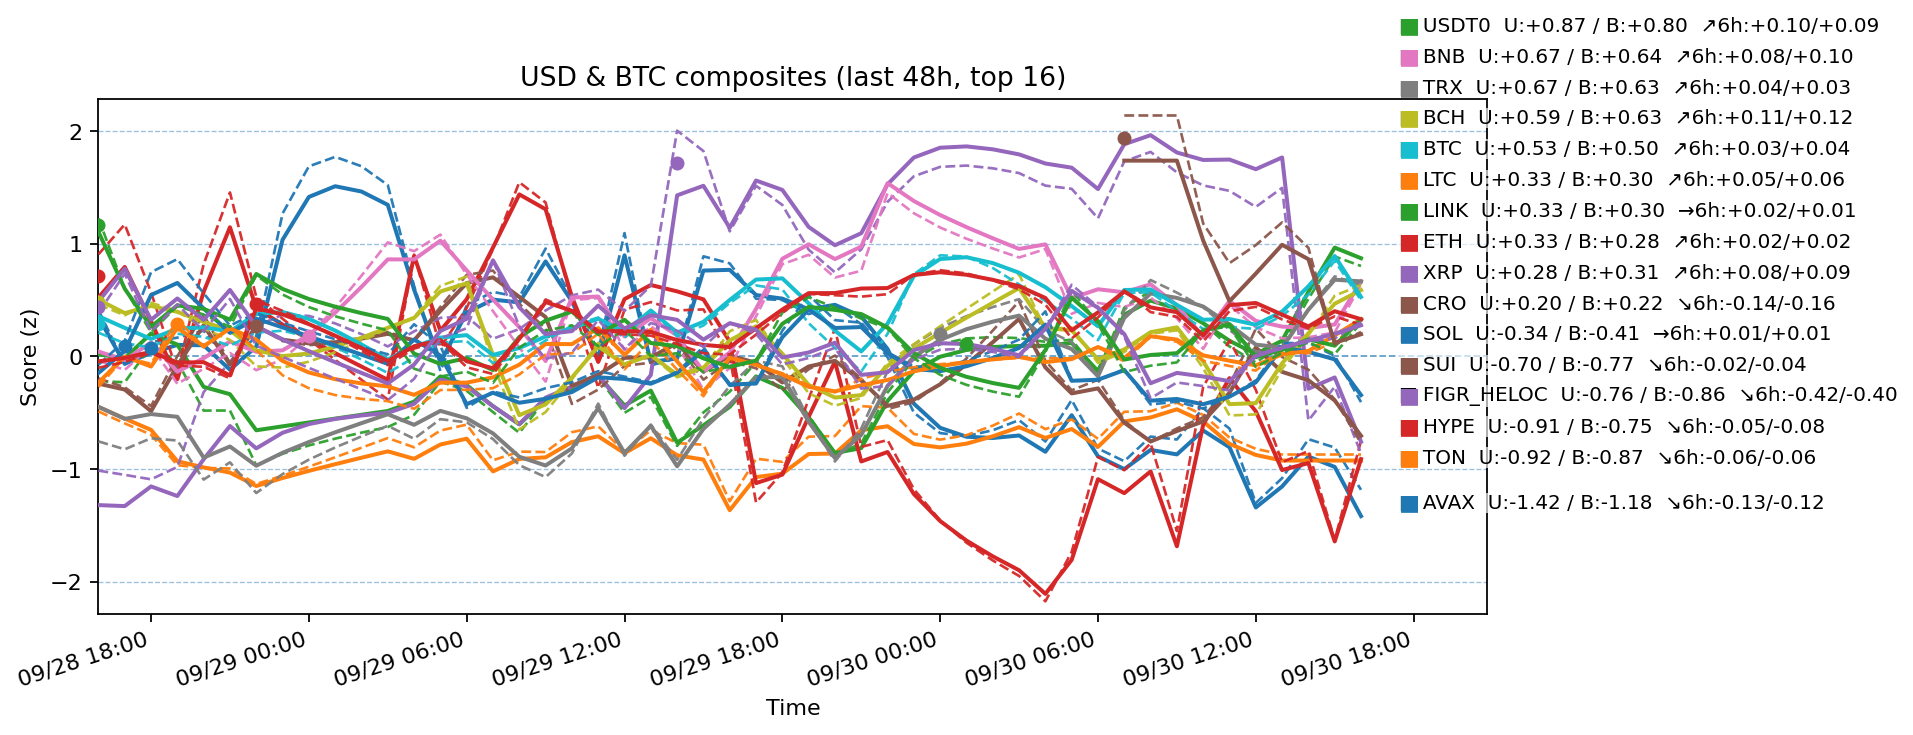 USD & BTC composites (last 48h, top 16)
USDT0 U:+0.87 / B:+0.80 ↗6h:+0.10/+0.09
BNB U:+0.67 / B:+0.64 ↗6h:+0.08/+0.10
TRX U:+0.67 / B:+0.63 ↗6h:+0.04/+0.03
BCH U:+0.59 / B:+0.63 ↗6h:+0.11/+0.12
BTC U:+0.53 / B:+0.50 ↗6h:+0.03/+0.04
LTC U:+0.33 / B:+0.30 ↗6h:+0.05/+0.06
LINK U:+0.33 / B:+0.30 →6h:+0.02/+0.01
ETH U:+0.33 / B:+0.28 ↗6h:+0.02/+0.02
XRP U:+0.28 / B:+0.31 ↗6h:+0.08/+0.09
CRO U:+0.20 / B:+0.22 ↘6h:-0.14/-0.16
SOL U:-0.34 / B:-0.41 →6h:+0.01/+0.01
SUI U:-0.70 / B:-0.77 ↘6h:-0.02/-0.04
FIGR_HELOC U:-0.76 / B:-0.86 ↘6h:-0.42/-0.40
HYPE U:-0.91 / B:-0.75 ↘6h:-0.05/-0.08
TON U:-0.92 / B:-0.87 ↘6h:-0.06/-0.06
AVAX U:-1.42 / B:-1.18 ↘6h:-0.13/-0.12
Score (z)
2
1
0
−1
−2
09/28 18:00
09/29 00:00
09/29 06:00
09/29 12:00
09/29 18:00
09/30 00:00
09/30 06:00
09/30 12:00
09/30 18:00
Time